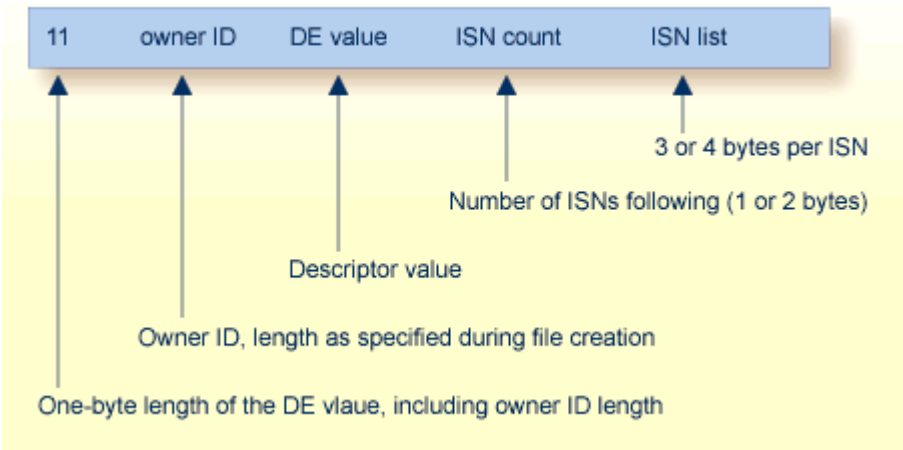 11 owner ID DE value ISN count ISN list
3 or 4 bytes per ISN
Number of ISNs following (1 or 2 bytes)
Descriptor value
Owner ID, length as specified during file creation
One-byte length of the DE vlaue, including owner ID length